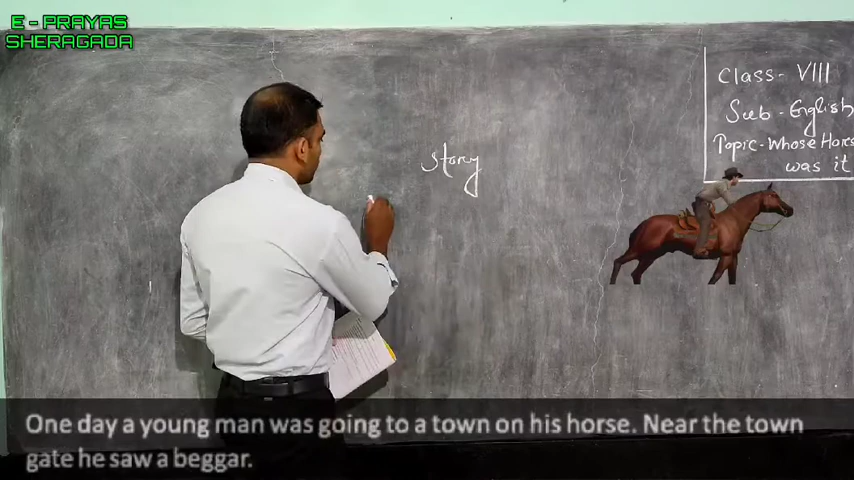 E - PRAYAS
SHERAGADA
Class- VIII
Sub- English
Topic- Whose Hors
was it
Story
One day a young man was going to a town on his horse. Near the town
gate he saw a beggar.